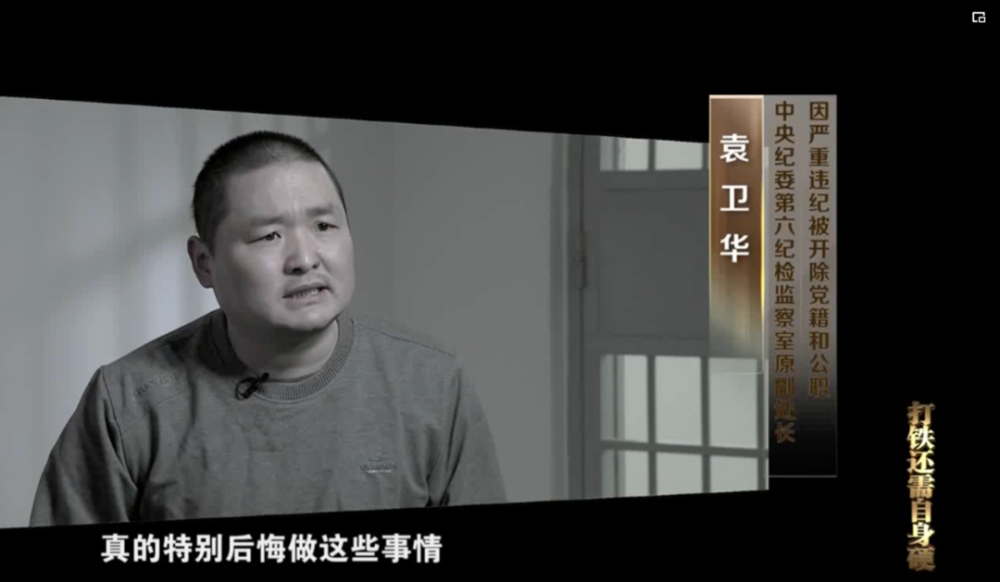 袁卫华
因严重违纪被开除党籍和公职
中央纪委第六纪检监察室原副处长
打铁还需自身硬
真的特别后悔做这些事情